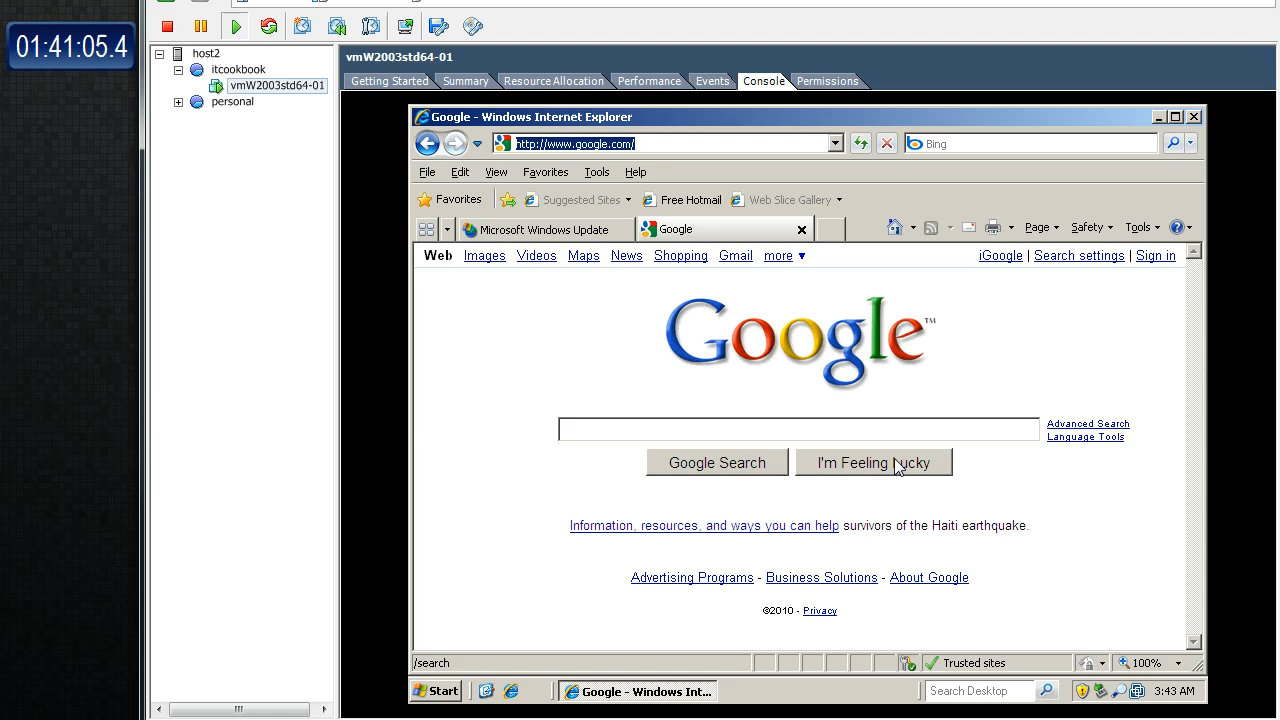 01:41:05.4
host2
itcookbook
vmW2003std64-01
personal
vmW2003std64-01
Getting Started Summary Resource Allocation Performance Events Console Permissions
Google - Windows Internet Explorer
http://www.google.com/
Bing
File Edit View Favorites Tools Help
Favorites Suggested Sites Free Hotmail Web Slice Gallery
Microsoft Windows Update Google Page Safety Tools
Web Images Videos Maps News Shopping Gmail more ▼ iGoogle | Search settings | Sign in
Google™
Advanced Search
Language Tools
Google Search I'm Feeling Lucky
Information, resources, and ways you can help survivors of the Haiti earthquake.
Advertising Programs - Business Solutions - About Google
©2010 - Privacy
/search Trusted sites 100%
Start Google - Windows Int... Search Desktop 3:43 AM